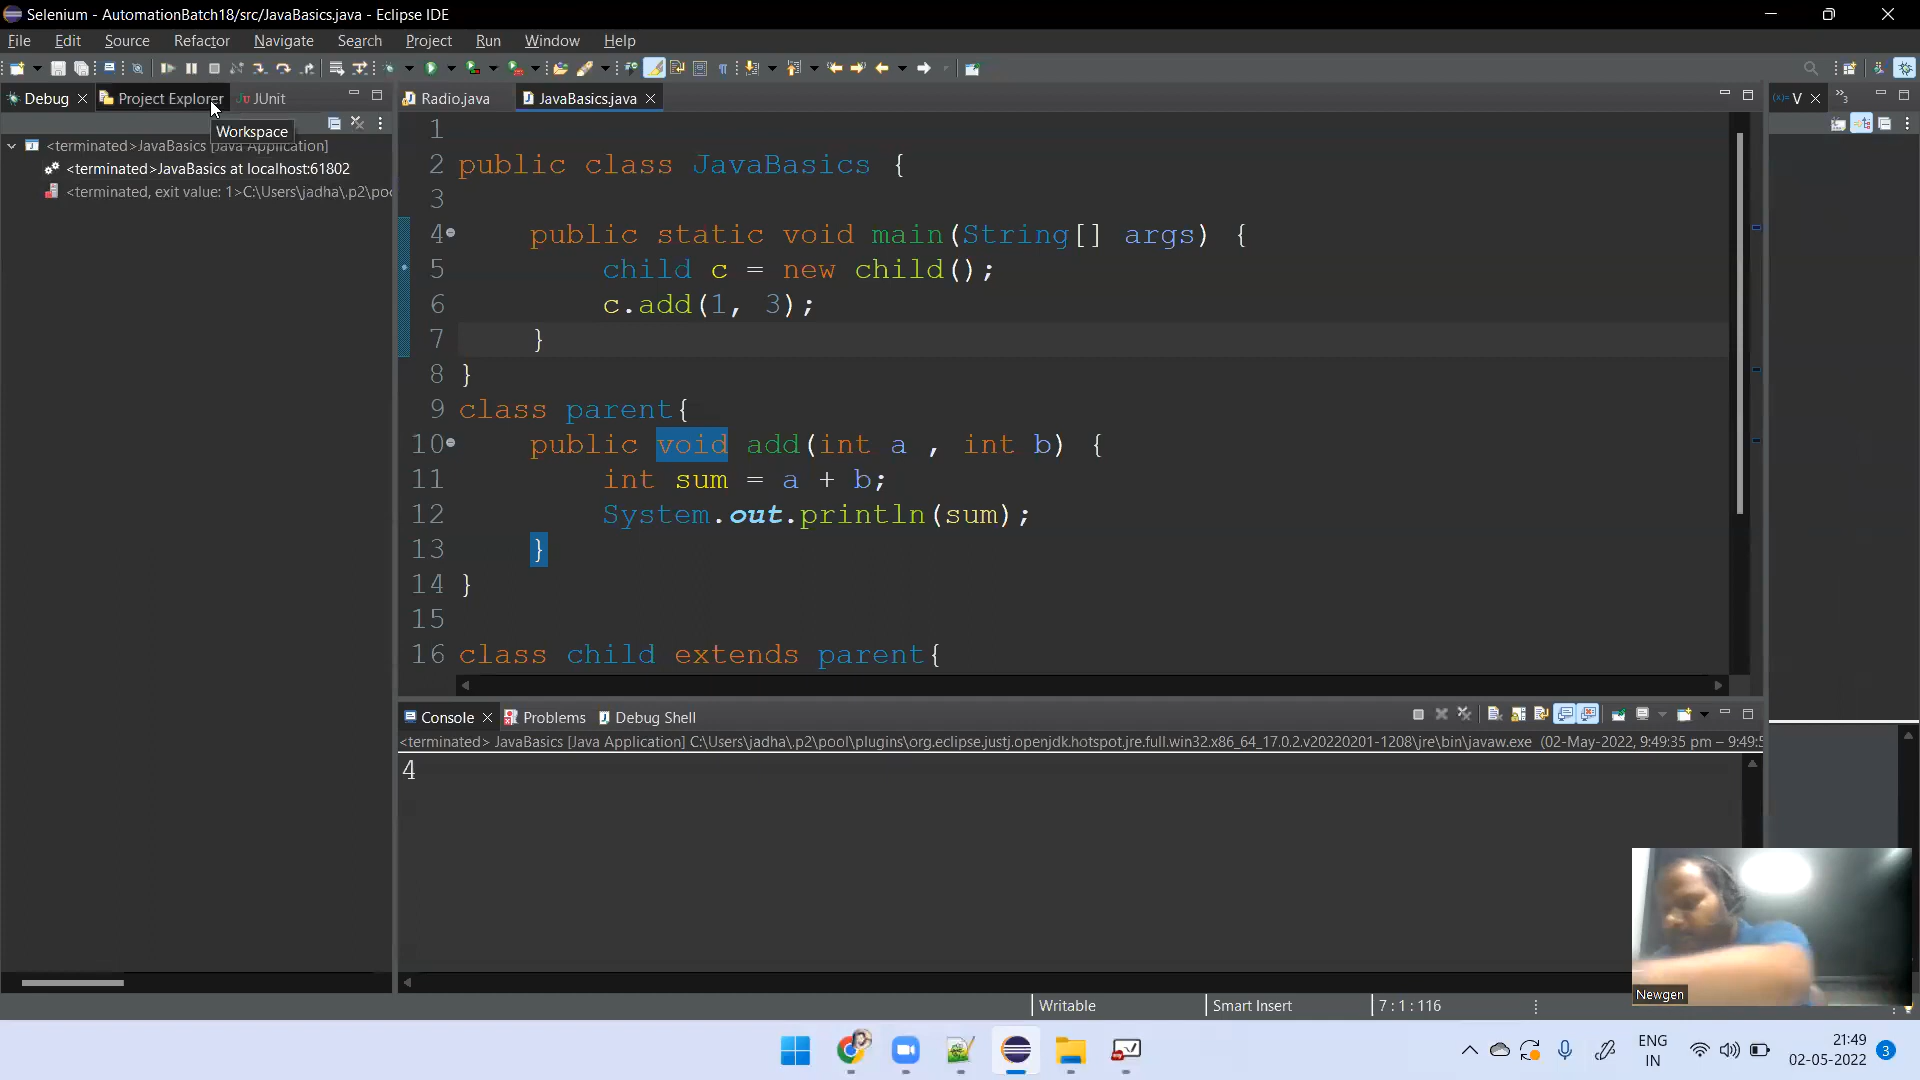 Selenium - AutomationBatch18/src/JavaBasics.java - Eclipse IDE
File Edit Source Refactor Navigate Search Project Run Window Help
Debug Project Explorer JUnit
Radio.java JavaBasics.java
V
Workspace
<terminated>JavaBasics [Java Application]
<terminated>JavaBasics at localhost:61802
<terminated, exit value: 1>C:\Users\jadha\.p2\poo
1
2 public class JavaBasics {
3
4 public static void main(String[] args) {
5 child c = new child();
6 c.add(1, 3);
7 }
8 }
9 class parent{
10 public void add(int a , int b) {
11 int sum = a + b;
12 System.out.println(sum);
13 }
14 }
15
16 class child extends parent{
Console Problems Debug Shell
<terminated> JavaBasics [Java Application] C:\Users\jadha\.p2\pool\plugins\org.eclipse.justj.openjdk.hotspot.jre.full.win32.x86_64_17.0.2.v20220201-1208\jre\bin\javaw.exe (02-May-2022, 9:49:35 pm – 9:49:5
4
Newgen
Writable Smart Insert 7 : 1 : 116
ENG
IN
21:49
02-05-2022
3